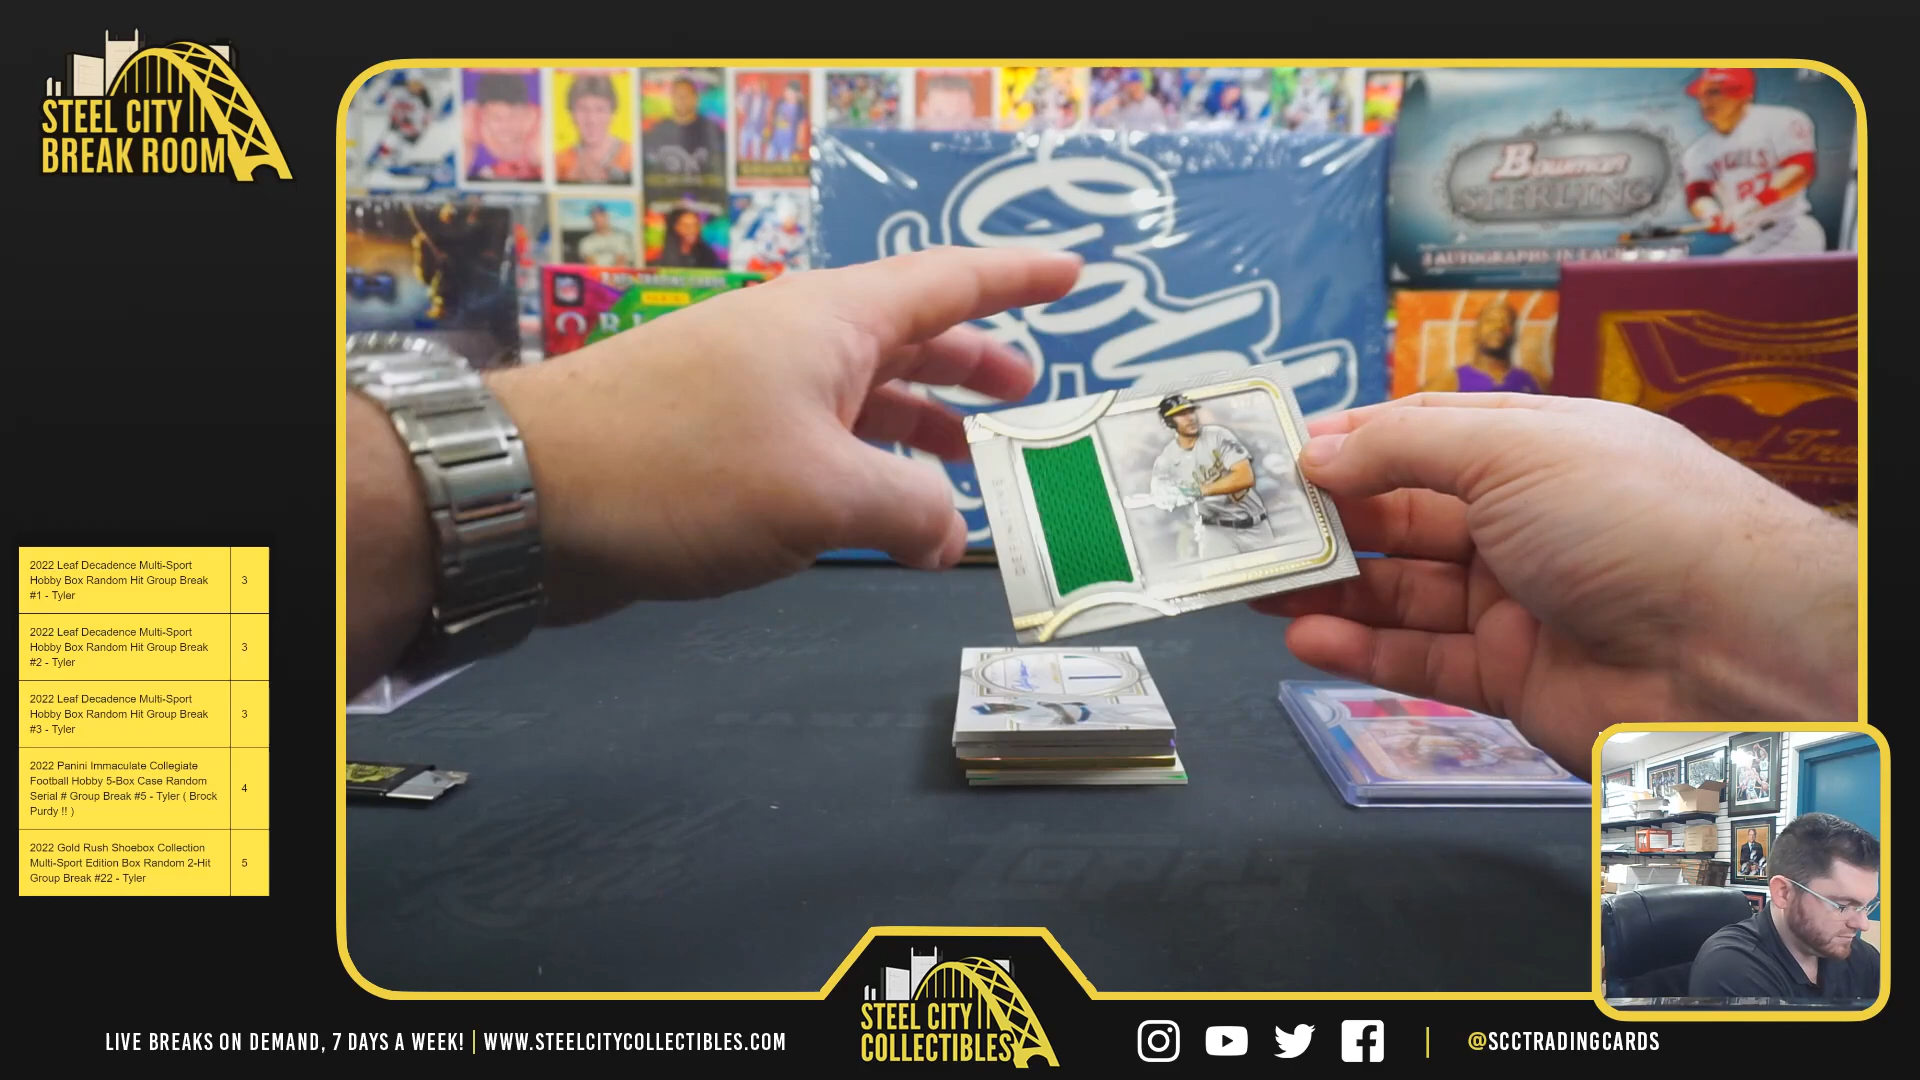 STEEL CITY
BREAK ROOM
Bowman
STERLING
2022 Leaf Decadence Multi-Sport
Hobby Box Random Hit Group Break
#1 - Tyler
3
2022 Leaf Decadence Multi-Sport
Hobby Box Random Hit Group Break
#2 - Tyler
3
2022 Leaf Decadence Multi-Sport
Hobby Box Random Hit Group Break
#3 - Tyler
3
2022 Panini Immaculate Collegiate
Football Hobby 5-Box Case Random
Serial # Group Break #5 - Tyler ( Brock
Purdy !! )
4
2022 Gold Rush Shoebox Collection
Multi-Sport Edition Box Random 2-Hit
Group Break #22 - Tyler
5
STEEL CITY
COLLECTIBLES
LIVE BREAKS ON DEMAND, 7 DAYS A WEEK! | WWW.STEELCITYCOLLECTIBLES.COM
| @SCCTRADINGCARDS